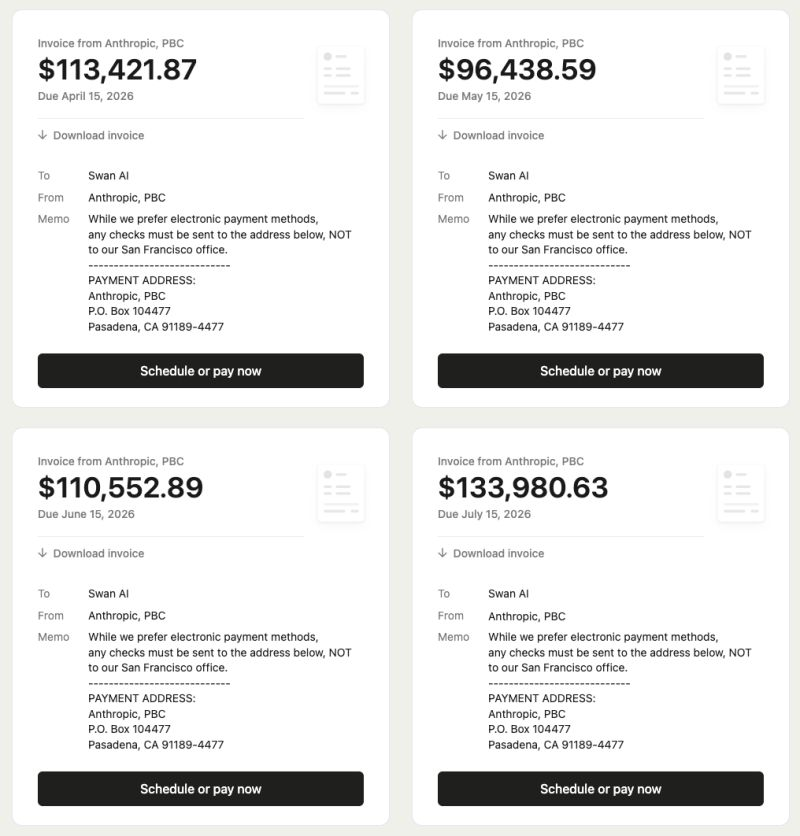 Invoice from Anthropic, PBC
$113,421.87
Due April 15, 2026
Download invoice
To Swan AI
From Anthropic, PBC
Memo While we prefer electronic payment methods,
any checks must be sent to the address below, NOT
to our San Francisco office.
----------------------------
PAYMENT ADDRESS:
Anthropic, PBC
P.O. Box 104477
Pasadena, CA 91189-4477
Schedule or pay now
Invoice from Anthropic, PBC
$96,438.59
Due May 15, 2026
Download invoice
To Swan AI
From Anthropic, PBC
Memo While we prefer electronic payment methods,
any checks must be sent to the address below, NOT
to our San Francisco office.
----------------------------
PAYMENT ADDRESS:
Anthropic, PBC
P.O. Box 104477
Pasadena, CA 91189-4477
Schedule or pay now
Invoice from Anthropic, PBC
$110,552.89
Due June 15, 2026
Download invoice
To Swan AI
From Anthropic, PBC
Memo While we prefer electronic payment methods,
any checks must be sent to the address below, NOT
to our San Francisco office.
----------------------------
PAYMENT ADDRESS:
Anthropic, PBC
P.O. Box 104477
Pasadena, CA 91189-4477
Schedule or pay now
Invoice from Anthropic, PBC
$133,980.63
Due July 15, 2026
Download invoice
To Swan AI
From Anthropic, PBC
Memo While we prefer electronic payment methods,
any checks must be sent to the address below, NOT
to our San Francisco office.
----------------------------
PAYMENT ADDRESS:
Anthropic, PBC
P.O. Box 104477
Pasadena, CA 91189-4477
Schedule or pay now